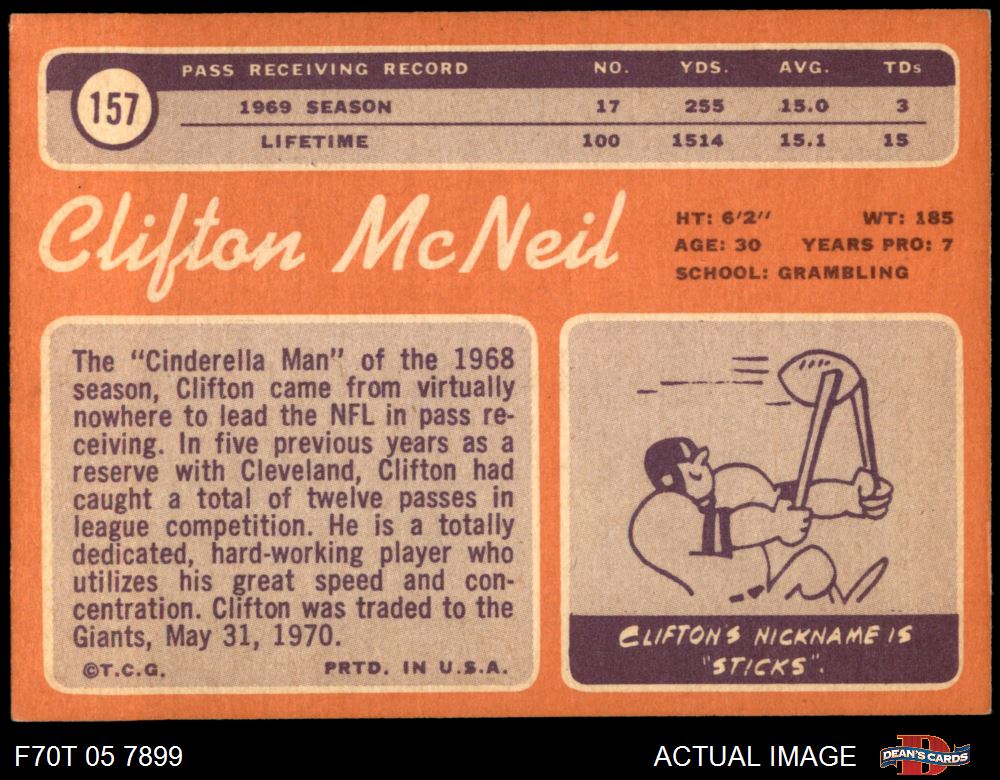 157
PASS RECEIVING RECORD NO. YDS. AVG. TDs
1969 SEASON 17 255 15.0 3
LIFETIME 100 1514 15.1 15
Clifton McNeil
HT: 6'2" WT: 185
AGE: 30 YEARS PRO: 7
SCHOOL: GRAMBLING
The "Cinderella Man" of the 1968
season, Clifton came from virtually
nowhere to lead the NFL in pass re-
ceiving. In five previous years as a
reserve with Cleveland, Clifton had
caught a total of twelve passes in
league competition. He is a totally
dedicated, hard-working player who
utilizes his great speed and con-
centration. Clifton was traded to the
Giants, May 31, 1970.
©T.C.G. PRTD. IN U.S.A.
CLIFTON'S NICKNAME IS
"STICKS".
F70T 05 7899 ACTUAL IMAGE D DEAN'S CARDS